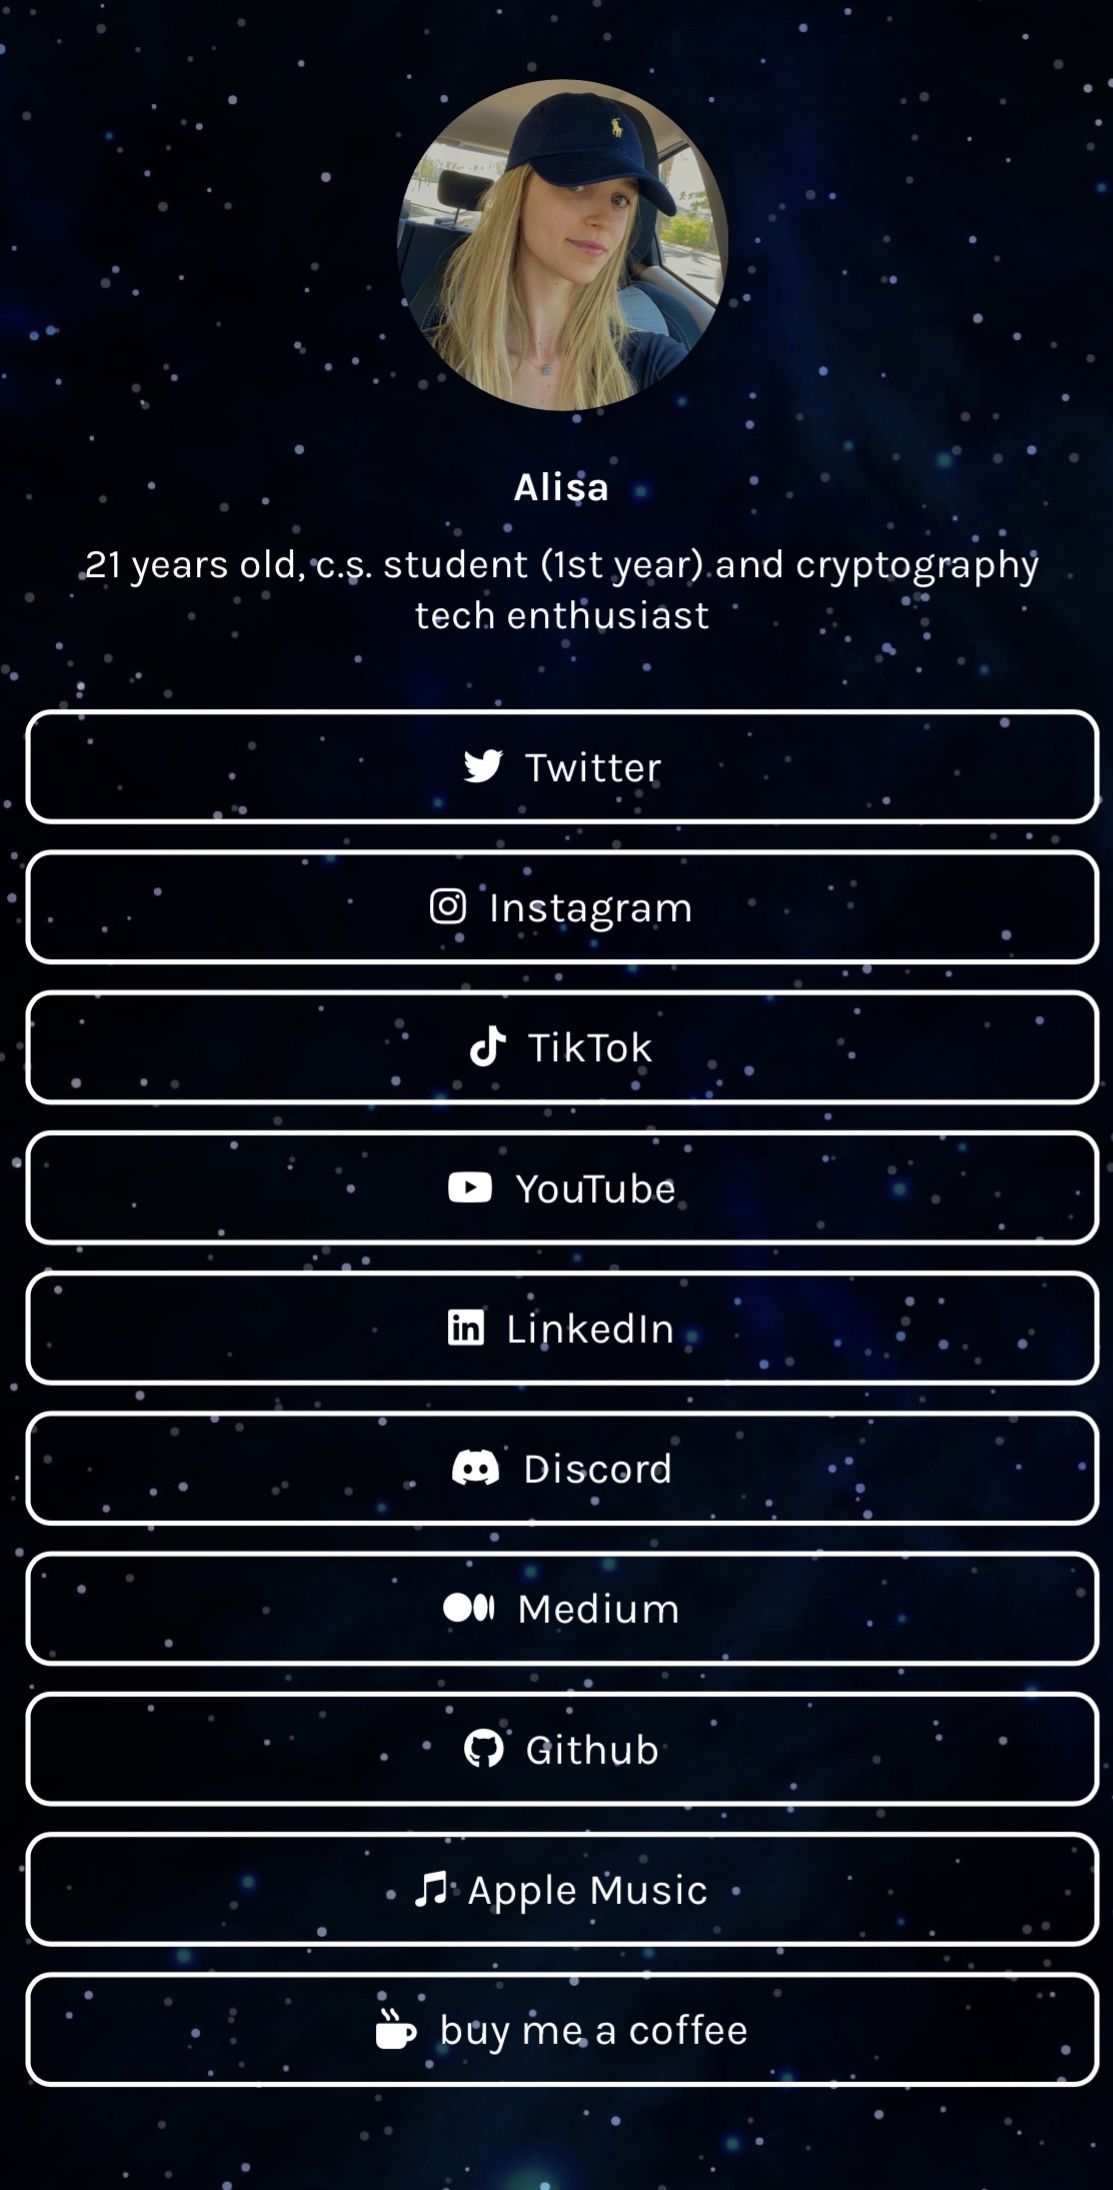 Alisa
21 years old, c.s. student (1st year) and cryptography
tech enthusiast
Twitter
Instagram
TikTok
YouTube
LinkedIn
Discord
Medium
Github
Apple Music
buy me a coffee